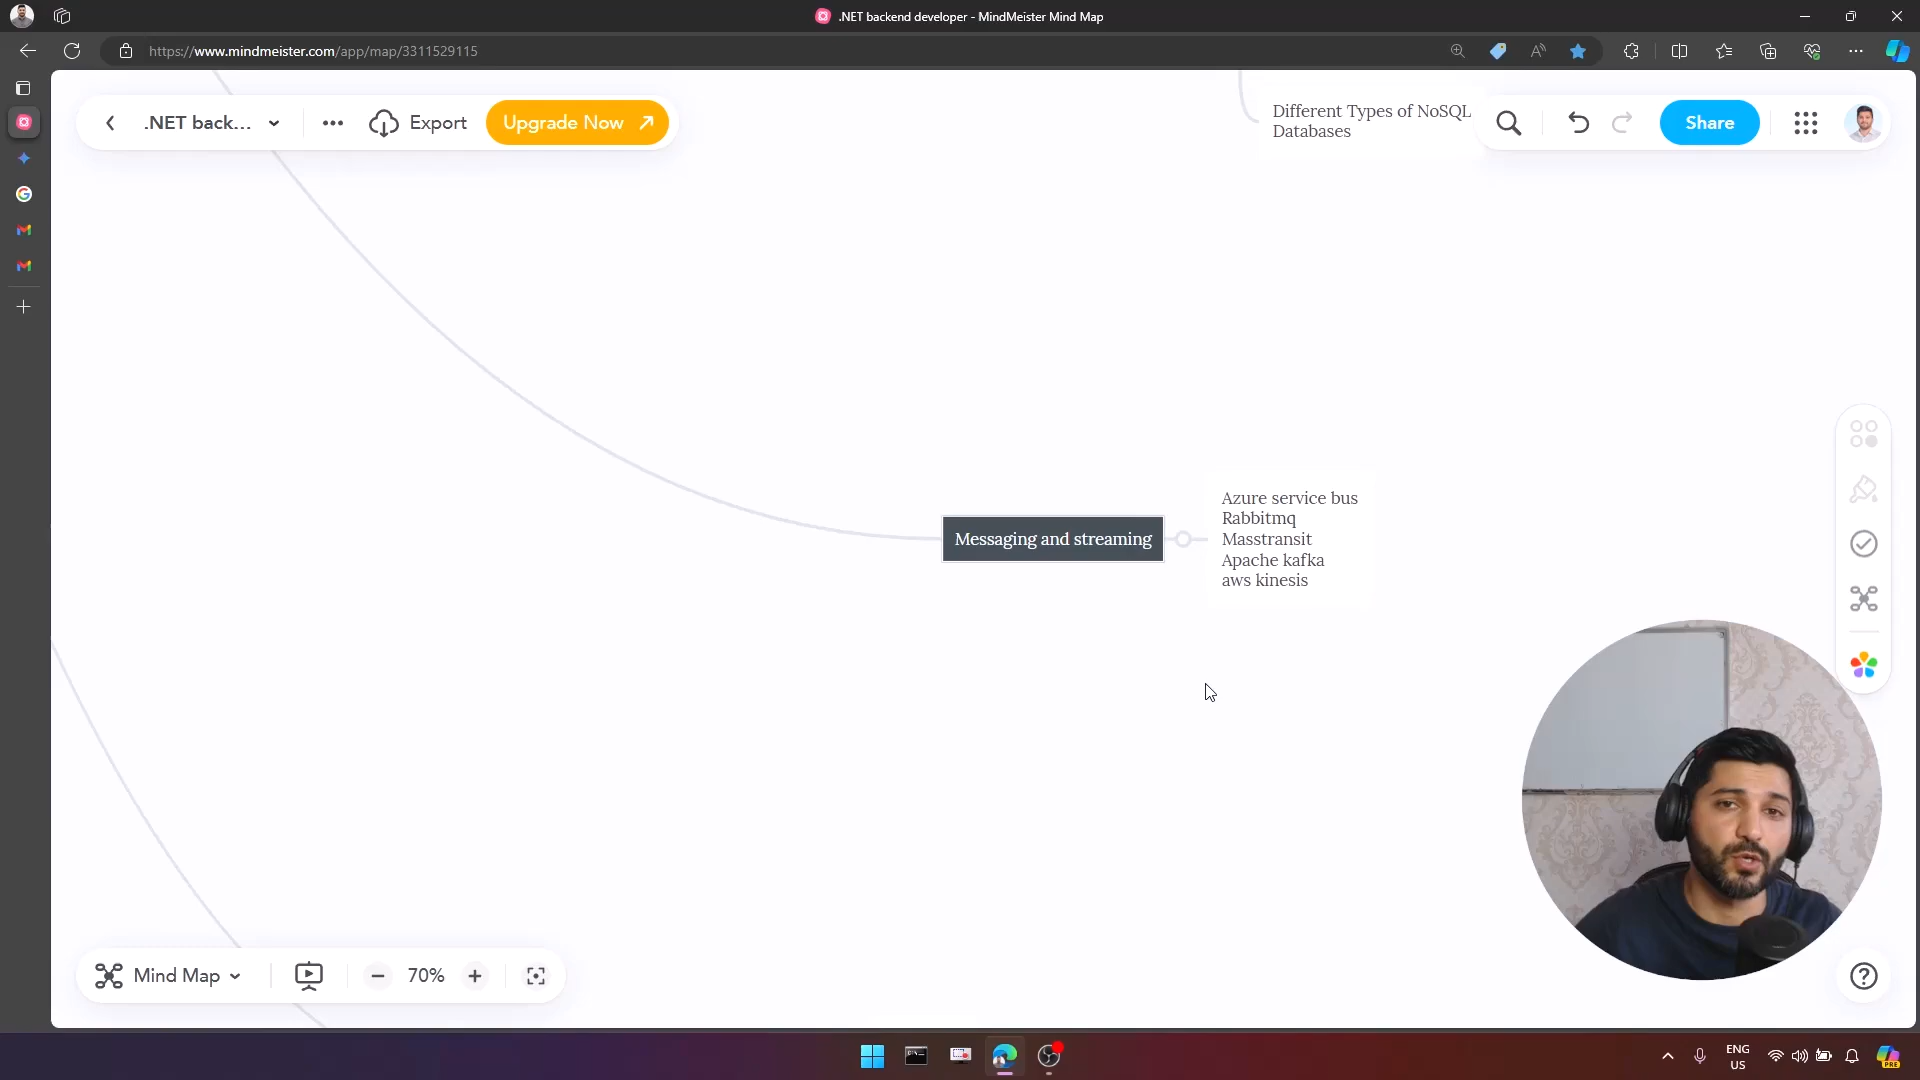 .NET backend developer - MindMeister Mind Map
https://www.mindmeister.com/app/map/3311529115
.NET back...
Export
Upgrade Now
Different Types of NoSQL
Databases
Share
Messaging and streaming
Azure service bus
Rabbitmq
Masstransit
Apache kafka
aws kinesis
Mind Map
70%
ENG
US
PRE